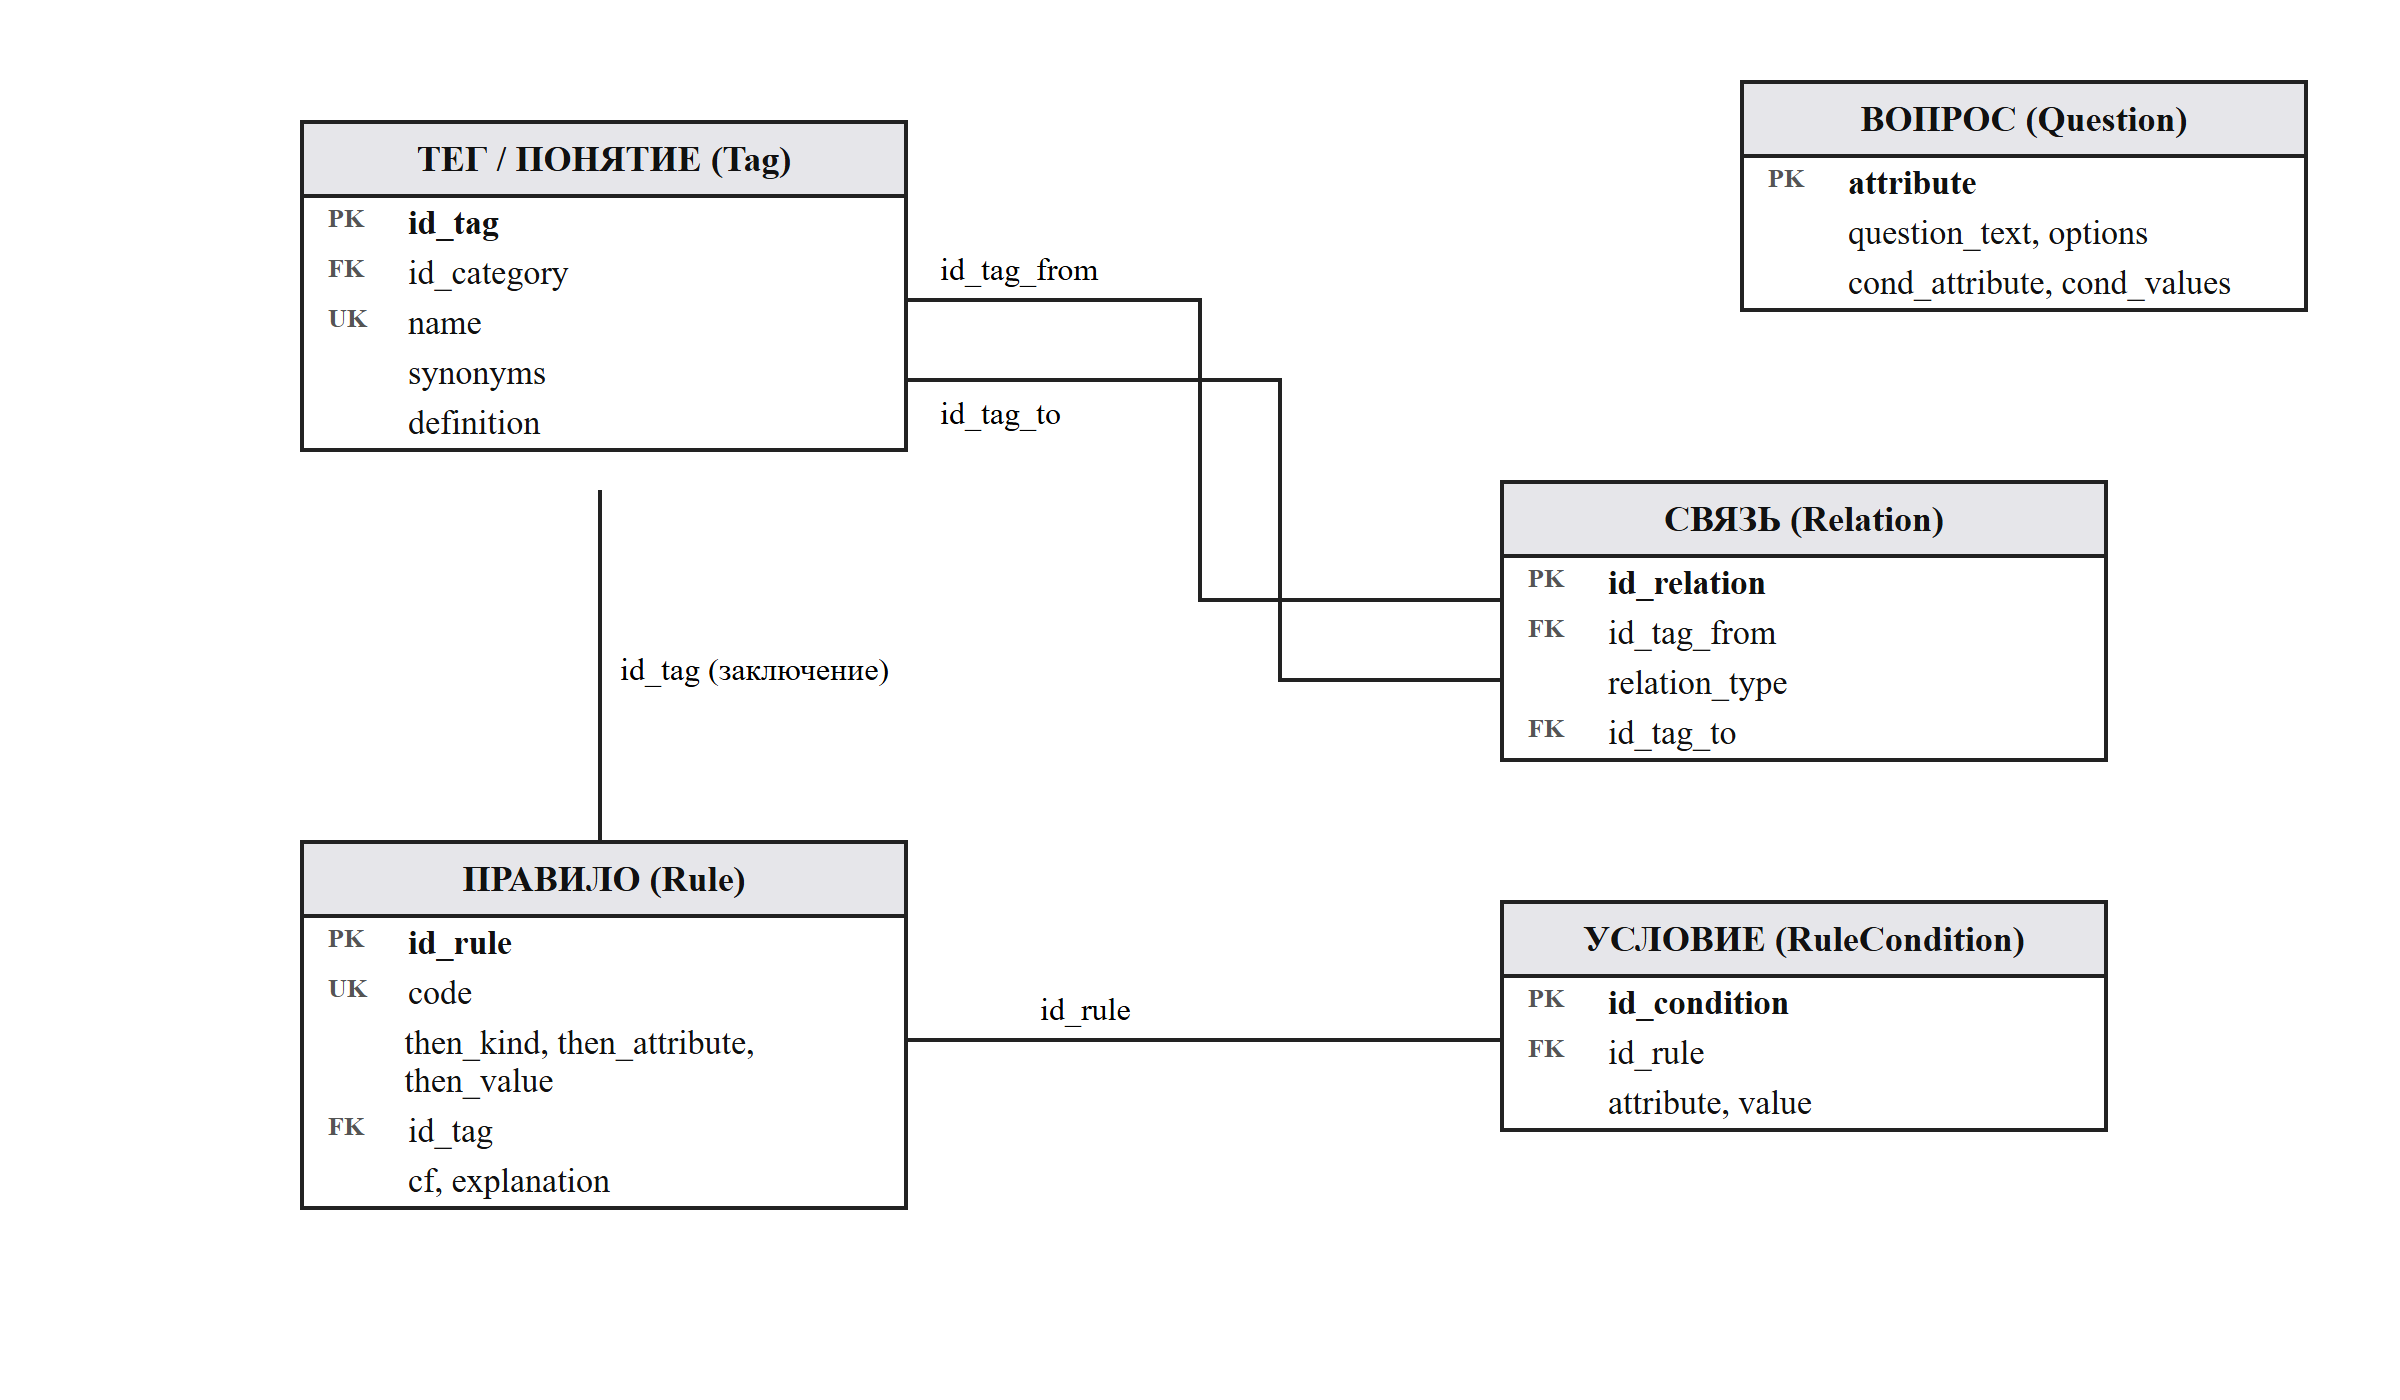 ТЕГ / ПОНЯТИЕ (Tag)
PK id_tag
FK id_category
UK name
synonyms
definition
id_tag_from
id_tag_to
ВОПРОС (Question)
PK attribute
question_text, options
cond_attribute, cond_values
СВЯЗЬ (Relation)
PK id_relation
FK id_tag_from
relation_type
FK id_tag_to
id_tag (заключение)
ПРАВИЛО (Rule)
PK id_rule
UK code
then_kind, then_attribute,
then_value
FK id_tag
cf, explanation
id_rule
УСЛОВИЕ (RuleCondition)
PK id_condition
FK id_rule
attribute, value